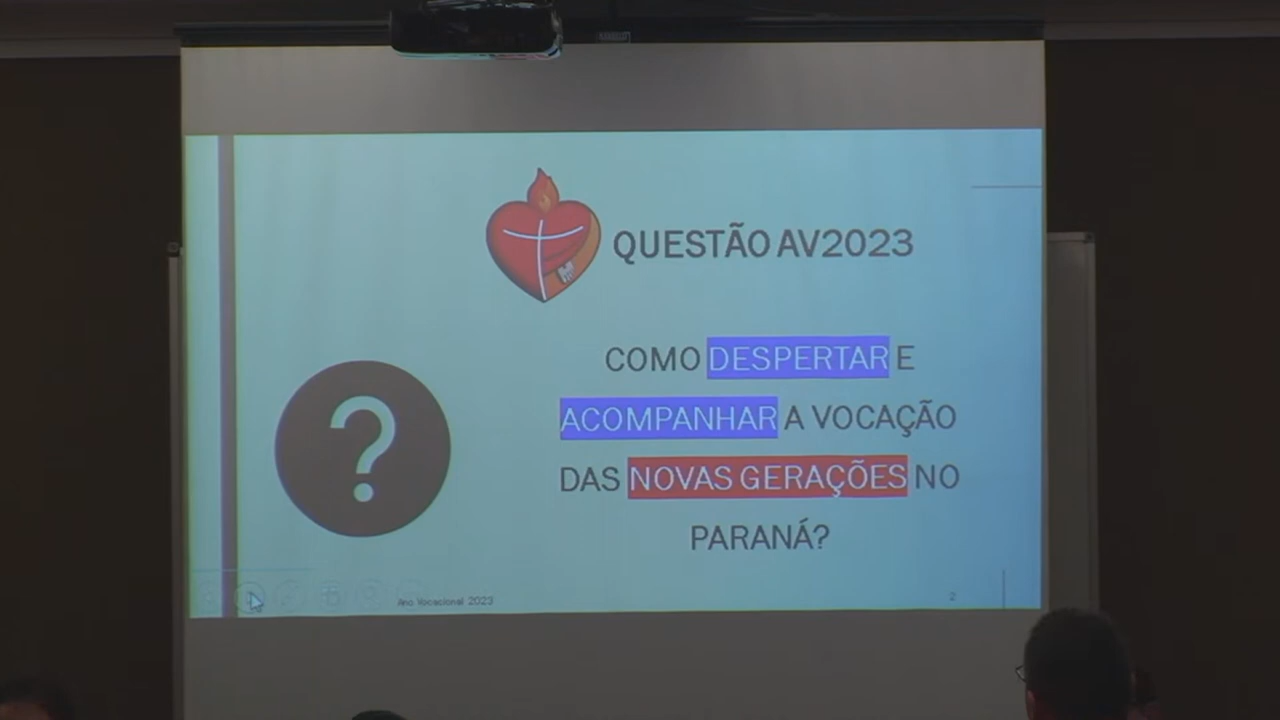 QUESTÃO AV2023
COMO DESPERTAR E
ACOMPANHAR A VOCAÇÃO
DAS NOVAS GERAÇÕES NO
PARANÁ?
Ano Vocacional 2023
2